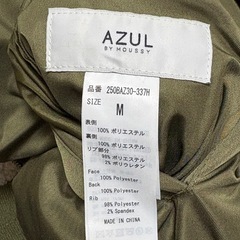 AZUL
BY MOUSSY
品番 250BAZ30-337H
SIZE
M
表側
100% ポリエステル
裏側
100% ポリエステル
リブ部分
98% ポリエステル
2% ポリウレタン
Face
100% Polyester
Back
100% Polyester
Rib
98% Polyester
2% Spandex
MADE IN CHINA